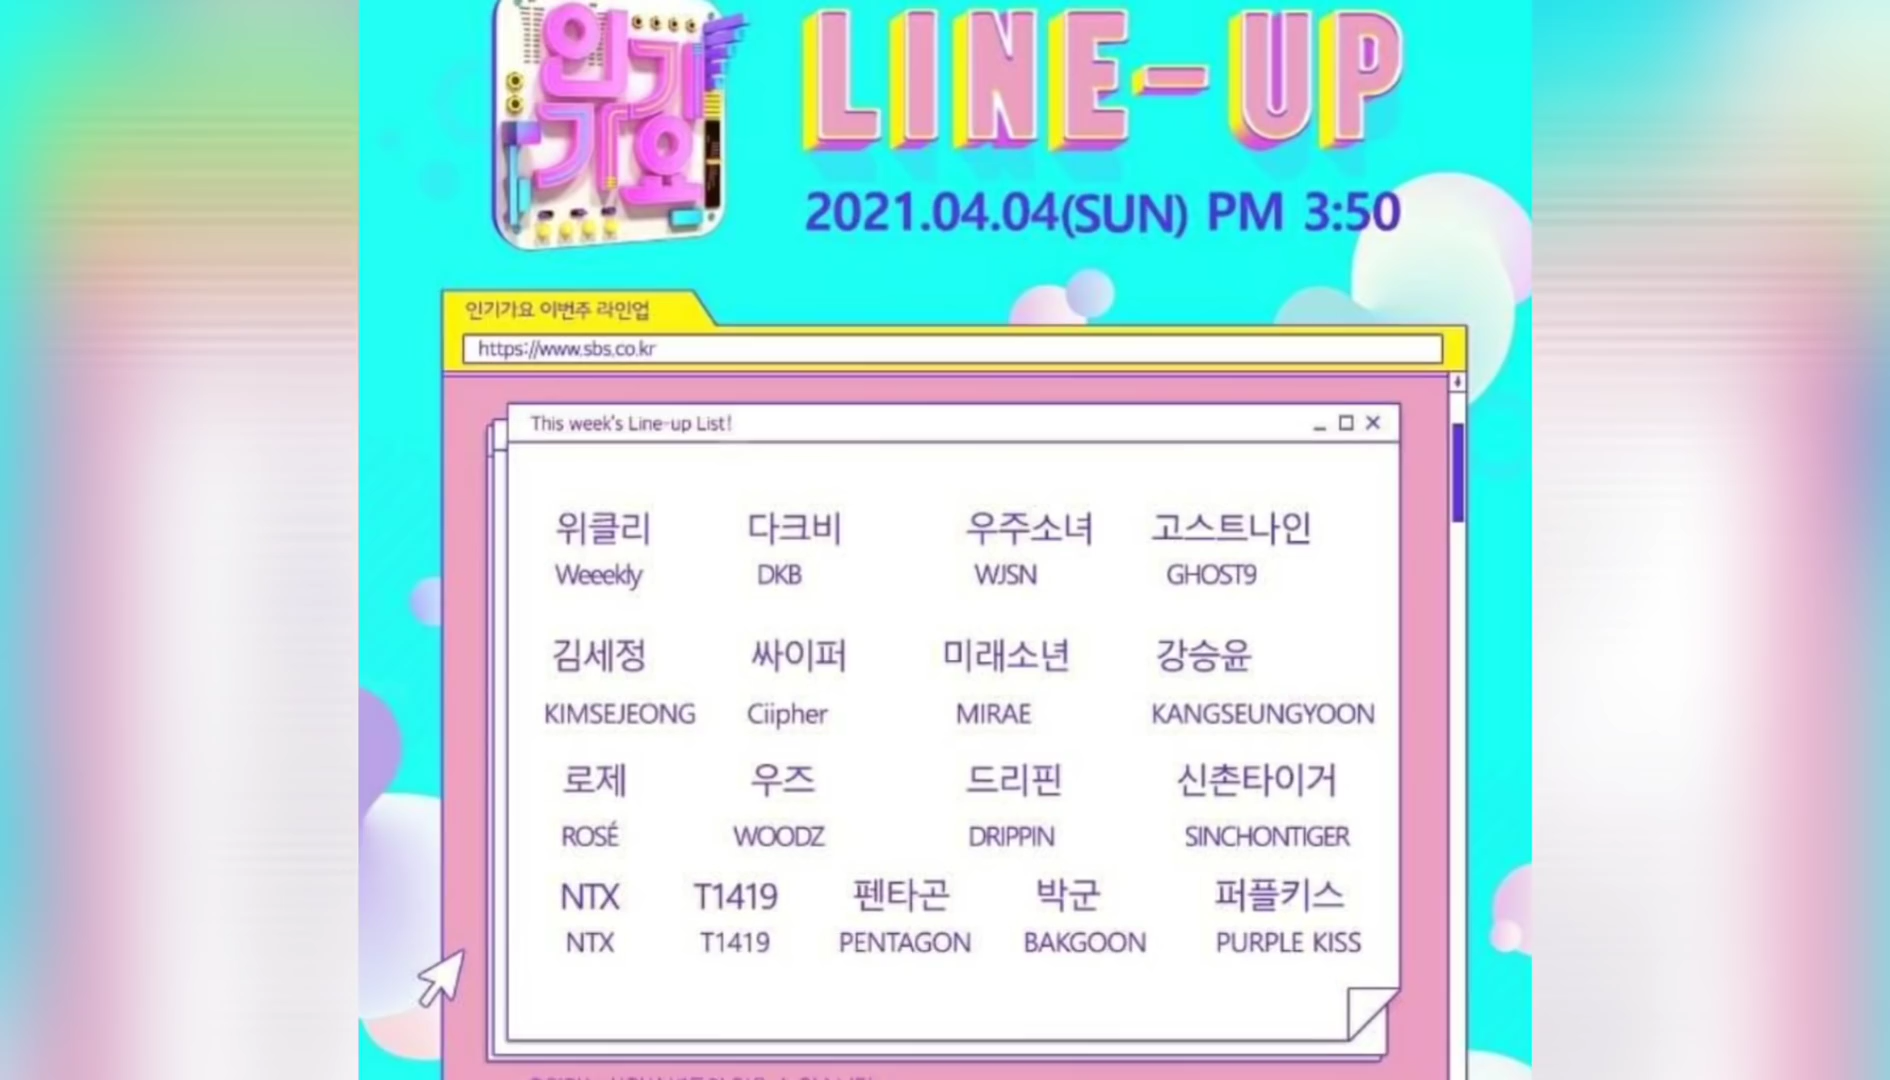 인기가요
LINE-UP
2021.04.04(SUN) PM 3:50
인기가요 이번주 라인업
https://www.sbs.co.kr
This week's Line-up List!
위클리 다크비 우주소녀 고스트나인
Weeekly DKB WJSN GHOST9
김세정 싸이퍼 미래소년 강승윤
KIMSEJEONG Ciipher MIRAE KANGSEUNGYOON
로제 우즈 드리핀 신촌타이거
ROSÉ WOODZ DRIPPIN SINCHONTIGER
NTX T1419 펜타곤 박군 퍼플키스
NTX T1419 PENTAGON BAKGOON PURPLE KISS